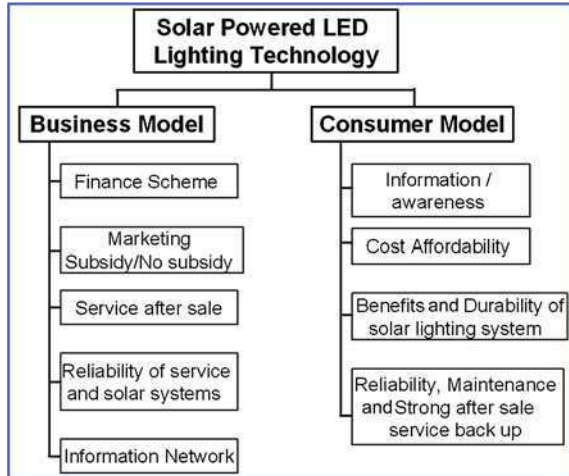 Solar Powered LED
Lighting Technology
Business Model
Finance Scheme
Marketing
Subsidy/No subsidy
Service after sale
Reliability of service
and solar systems
Information Network
Consumer Model
Information /
awareness
Cost Affordability
Benefits and Durability of
solar lighting system
Reliability, Maintenance
and Strong after sale
service back up